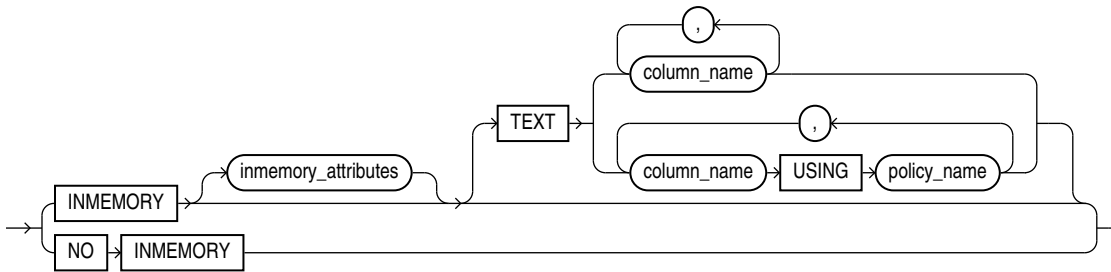 ,
column_name
TEXT
,
column_name USING policy_name
inmemory_attributes
INMEMORY
NO INMEMORY